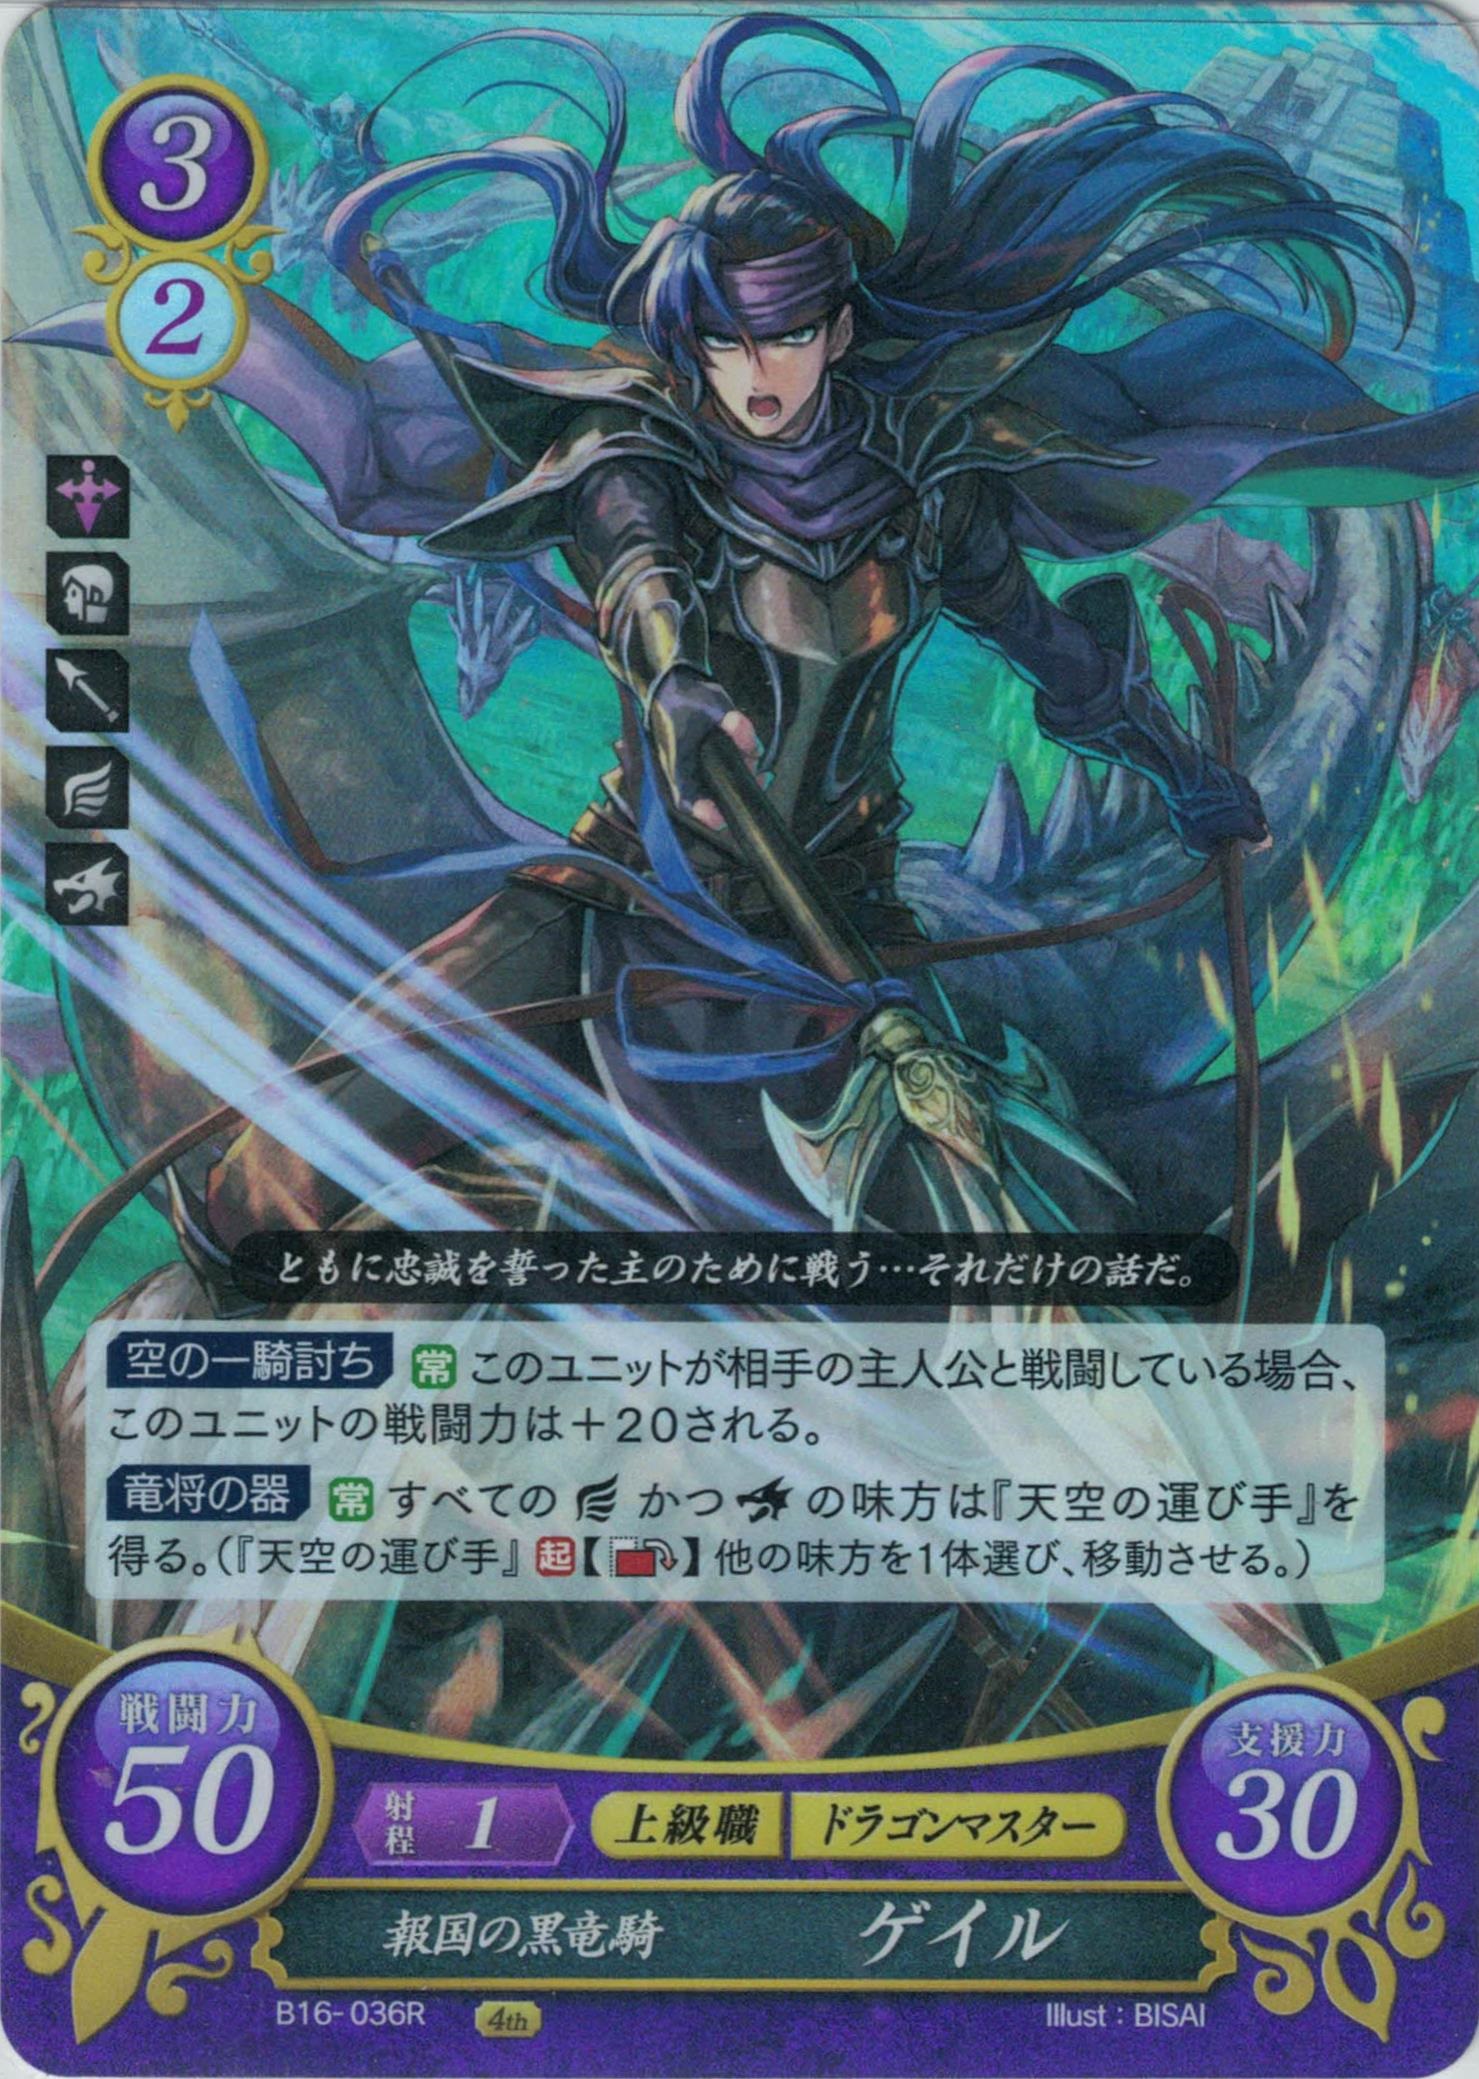 3
2
ともに忠誠を誓った主のために戦う…それだけの話だ。
空の一騎討ち 常 このユニットが相手の主人公と戦闘している場合、
このユニットの戦闘力は＋20される。
竜将の器 常 すべての かつ の味方は『天空の運び手』を
得る。(『天空の運び手』 起【 】他の味方を1体選び、移動させる。)
戦闘力
50
射程 1
上級職 ドラゴンマスター
支援力
30
報国の黒竜騎 ゲイル
B16-036R 4th Illust：BISAI